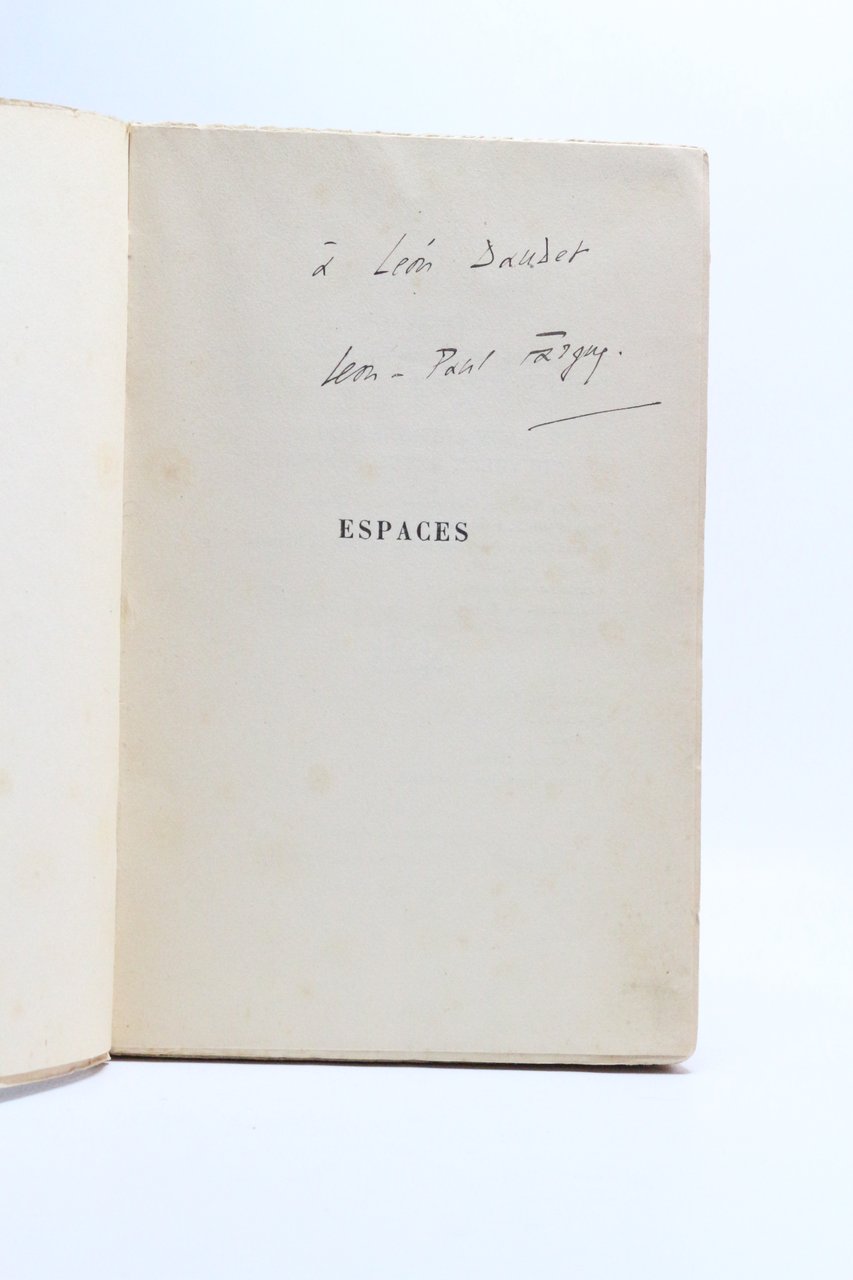 à Léon Daudet
Léon-Paul Fargue.
ESPACES